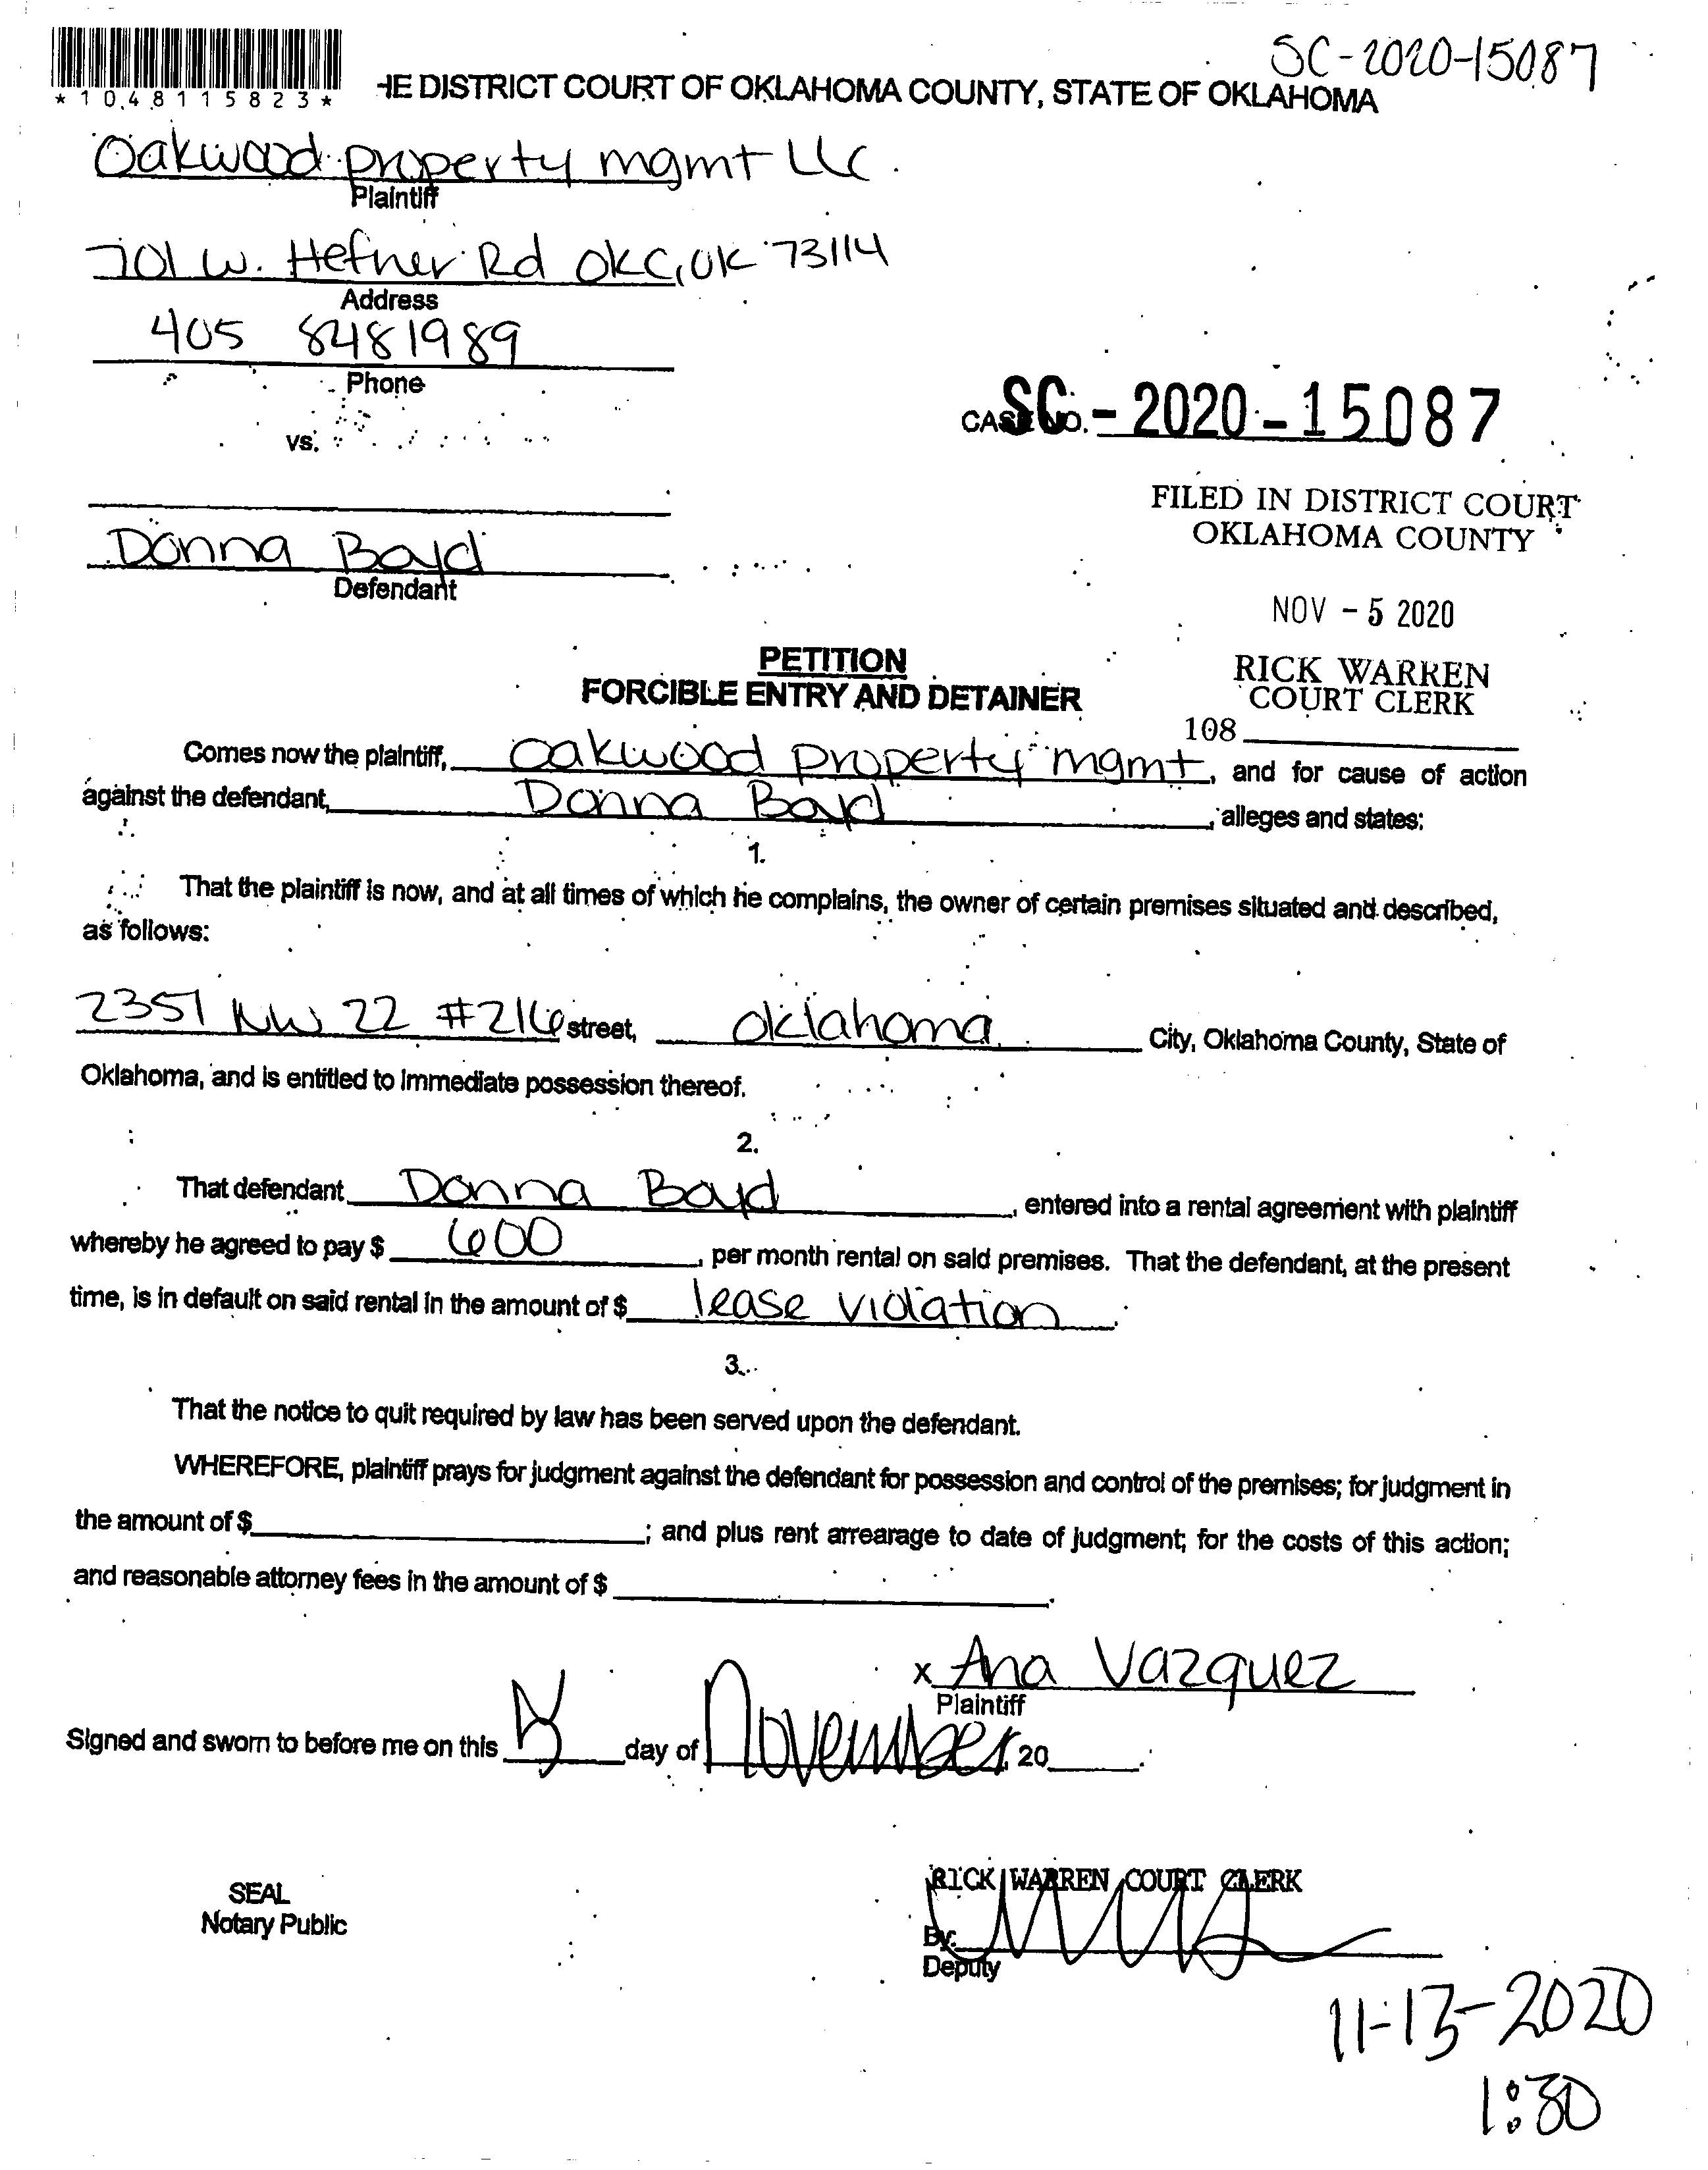 SC-2020-15087
*1048115823*
HE DISTRICT COURT OF OKLAHOMA COUNTY, STATE OF OKLAHOMA
Oakwood property mgmt LLC
Plaintiff
701 W. Hefner Rd OKC, OK 73114
Address
405 8481989
Phone
vs.
CASE NO. SC - 2020 - 15087
FILED IN DISTRICT COURT
OKLAHOMA COUNTY
Donna Boyd
Defendant
NOV - 5 2020
PETITION
FORCIBLE ENTRY AND DETAINER
RICK WARREN
COURT CLERK
108
Comes now the plaintiff, Oakwood property mgmt, and for cause of action
against the defendant, Donna Boyd, alleges and states:
1.
That the plaintiff is now, and at all times of which he complains, the owner of certain premises situated and described,
as follows:
2351 NW 22 #216 street, Oklahoma City, Oklahoma County, State of
Oklahoma, and is entitled to immediate possession thereof.
2.
That defendant Donna Boyd, entered into a rental agreement with plaintiff
whereby he agreed to pay $ 600, per month rental on said premises. That the defendant, at the present
time, is in default on said rental in the amount of $ lease violation.
3.
That the notice to quit required by law has been served upon the defendant.
WHEREFORE, plaintiff prays for judgment against the defendant for possession and control of the premises; for judgment in
the amount of $; and plus rent arrearage to date of judgment; for the costs of this action;
and reasonable attorney fees in the amount of $.
x Ana Vazquez
Plaintiff
Signed and sworn to before me on this 5 day of November, 20.
RICK WARREN COURT CLERK
SEAL
Notary Public
By:
Deputy
11-13-2020
1:30